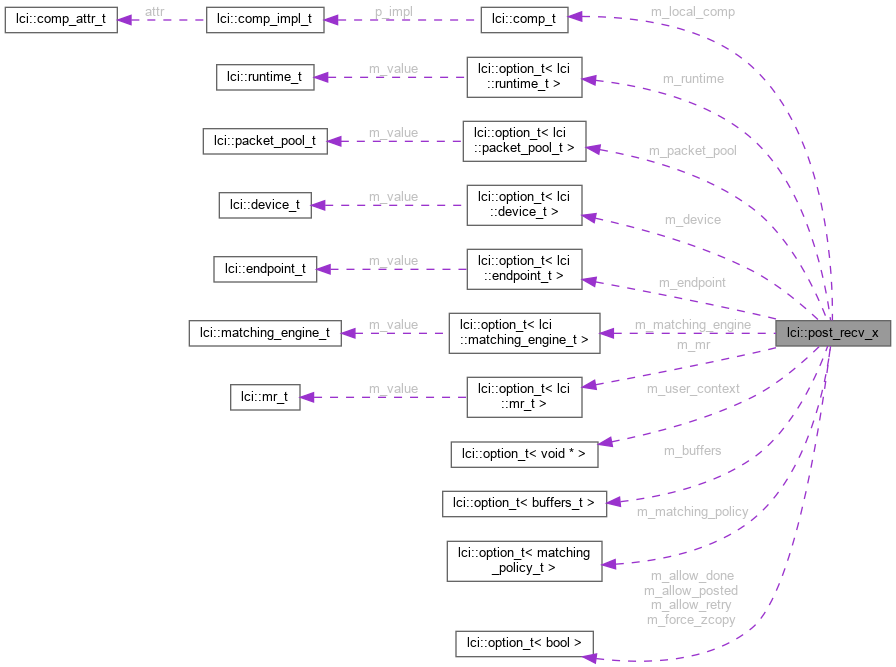 lci::comp_attr_t
attr
lci::comp_impl_t
p_impl
lci::comp_t
m_local_comp
lci::runtime_t
m_value
lci::option_t< lci
::runtime_t >
m_runtime
lci::packet_pool_t
m_value
lci::option_t< lci
::packet_pool_t >
m_packet_pool
lci::device_t
m_value
lci::option_t< lci
::device_t >
m_device
lci::endpoint_t
m_value
lci::option_t< lci
::endpoint_t >
m_endpoint
lci::matching_engine_t
m_value
lci::option_t< lci
::matching_engine_t >
m_matching_engine
lci::post_recv_x
m_mr
lci::mr_t
m_value
lci::option_t< lci
::mr_t >
m_user_context
lci::option_t< void * >
m_buffers
lci::option_t< buffers_t >
m_matching_policy
lci::option_t< matching
_policy_t >
m_allow_done
m_allow_posted
m_allow_retry
m_force_zcopy
lci::option_t< bool >